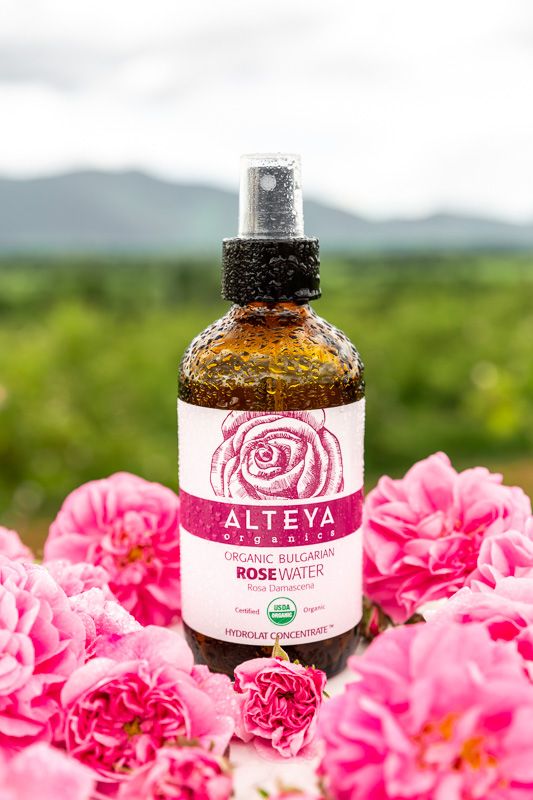 ALTEYA
organics
ORGANIC BULGARIAN
ROSE WATER
Rosa Damascena
Certified USDA ORGANIC Organic
HYDROLAT CONCENTRATE™